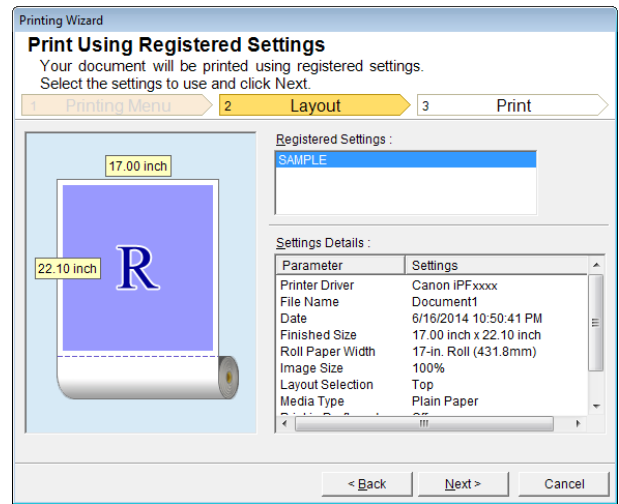 Printing Wizard
Print Using Registered Settings
Your document will be printed using registered settings.
Select the settings to use and click Next.
1 Printing Menu 2 Layout 3 Print
17.00 inch
22.10 inch
R
Registered Settings :
SAMPLE
Settings Details :
Parameter Settings
Printer Driver Canon iPFxxxx
File Name Document1
Date 6/16/2014 10:50:41 PM
Finished Size 17.00 inch x 22.10 inch
Roll Paper Width 17-in. Roll (431.8mm)
Image Size 100%
Layout Selection Top
Media Type Plain Paper
< Back Next > Cancel